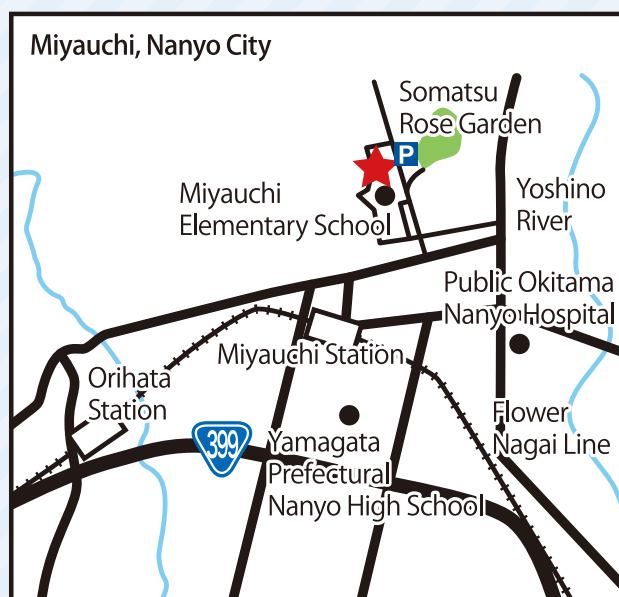 Miyauchi, Nanyo City
Somatsu
Rose Garden
P
Miyauchi
Elementary School
Yoshino
River
Public Okitama
Nanyo Hospital
Miyauchi Station
Orihata
Station
399
Flower
Nagai Line
Yamagata
Prefectural
Nanyo High School